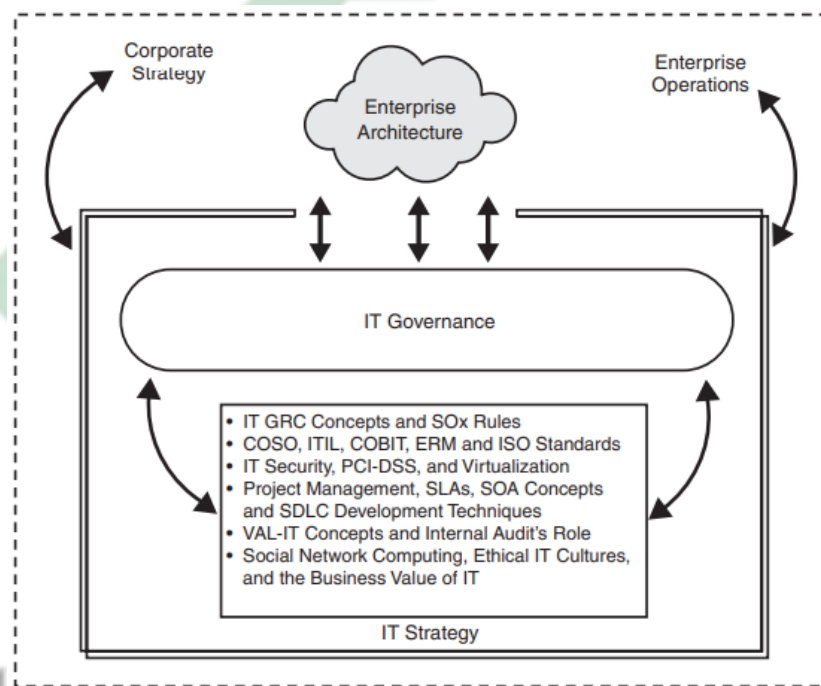 Corporate
Strategy
Enterprise
Architecture
Enterprise
Operations
IT Governance
• IT GRC Concepts and SOx Rules
• COSO, ITIL, COBIT, ERM and ISO Standards
• IT Security, PCI-DSS, and Virtualization
• Project Management, SLAs, SOA Concepts
and SDLC Development Techniques
• VAL-IT Concepts and Internal Audit's Role
• Social Network Computing, Ethical IT Cultures,
and the Business Value of IT
IT Strategy